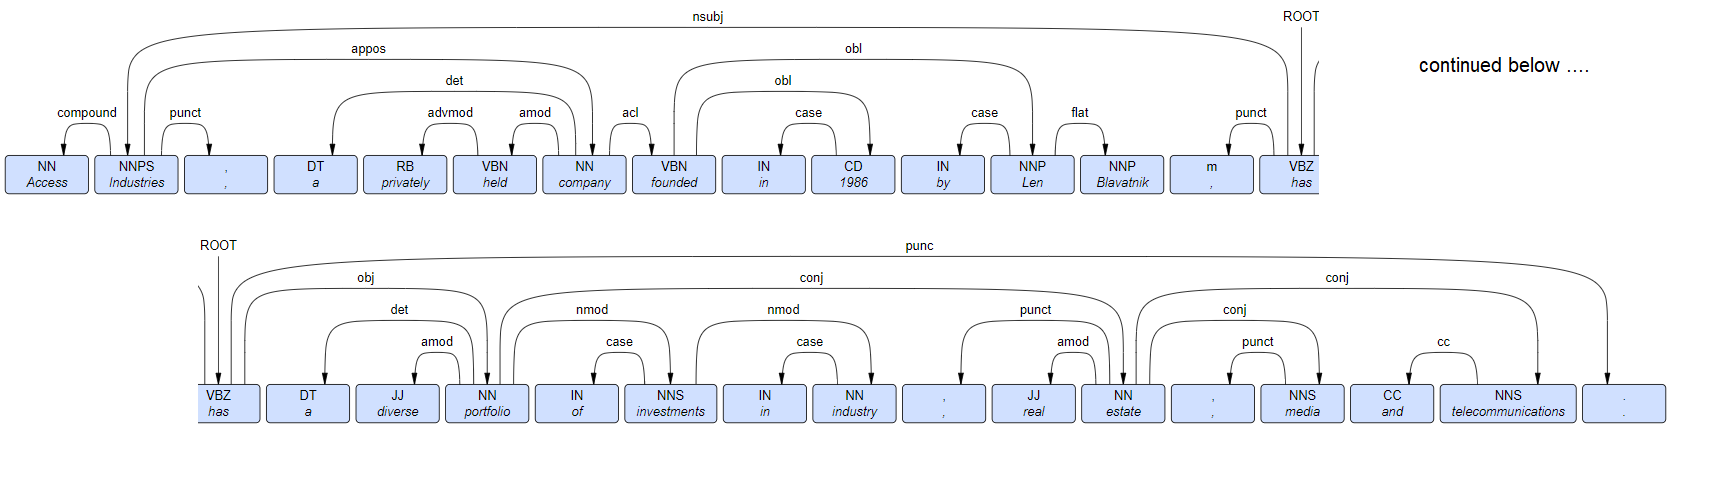 nsubj ROOT
appos obl continued below ....
det obl
compound punct advmod amod acl case case flat punct
NN NNPS , DT RB VBN NN VBN IN CD IN NNP NNP m VBZ
Access Industries , a privately held company founded in 1986 by Len Blavatnik , has
ROOT punc
obj conj conj
det nmod nmod punct conj
amod case case amod punct cc
VBZ DT JJ NN IN NNS IN NN , JJ NN , NNS CC NNS .
has a diverse portfolio of investments in industry , real estate , media and telecommunications .